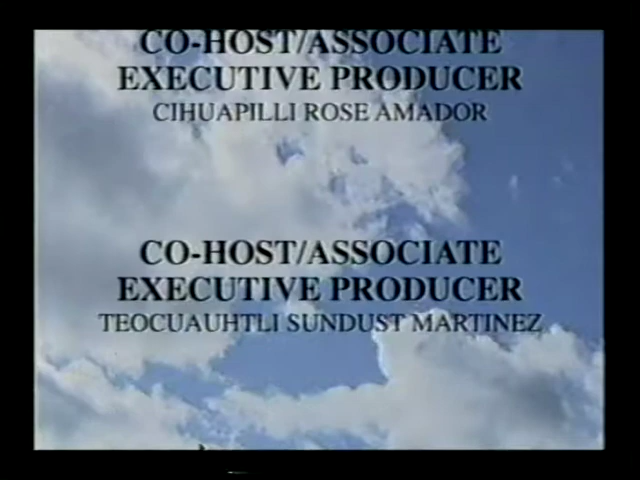 CO-HOST/ASSOCIATE
EXECUTIVE PRODUCER
CIHUAPILLI ROSE AMADOR
CO-HOST/ASSOCIATE
EXECUTIVE PRODUCER
TEOCUAUHTLI SUNDUST MARTINEZ